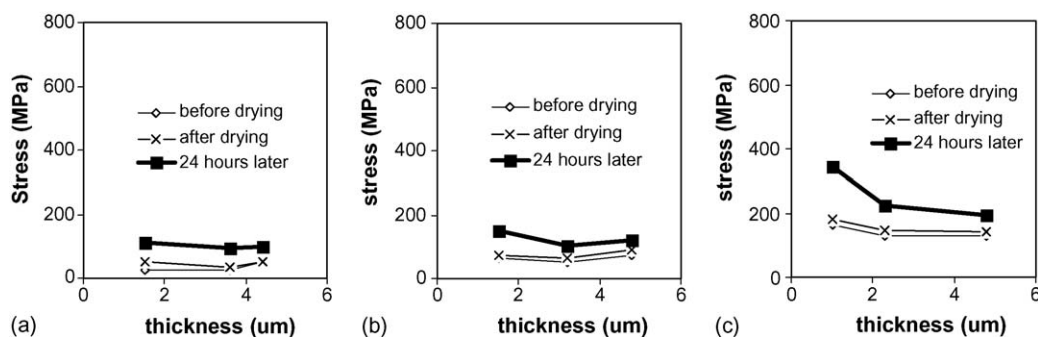 800
600
400
200
0
Stress (MPa)
before drying
after drying
24 hours later
0 2 4 6
thickness (um)
(a)
800
600
400
200
0
stress (MPa)
before drying
after drying
24 hours later
0 2 4 6
thickness (um)
(b)
800
600
400
200
0
stress (MPa)
before drying
after drying
24 hours later
0 2 4 6
thickness (um)
(c)